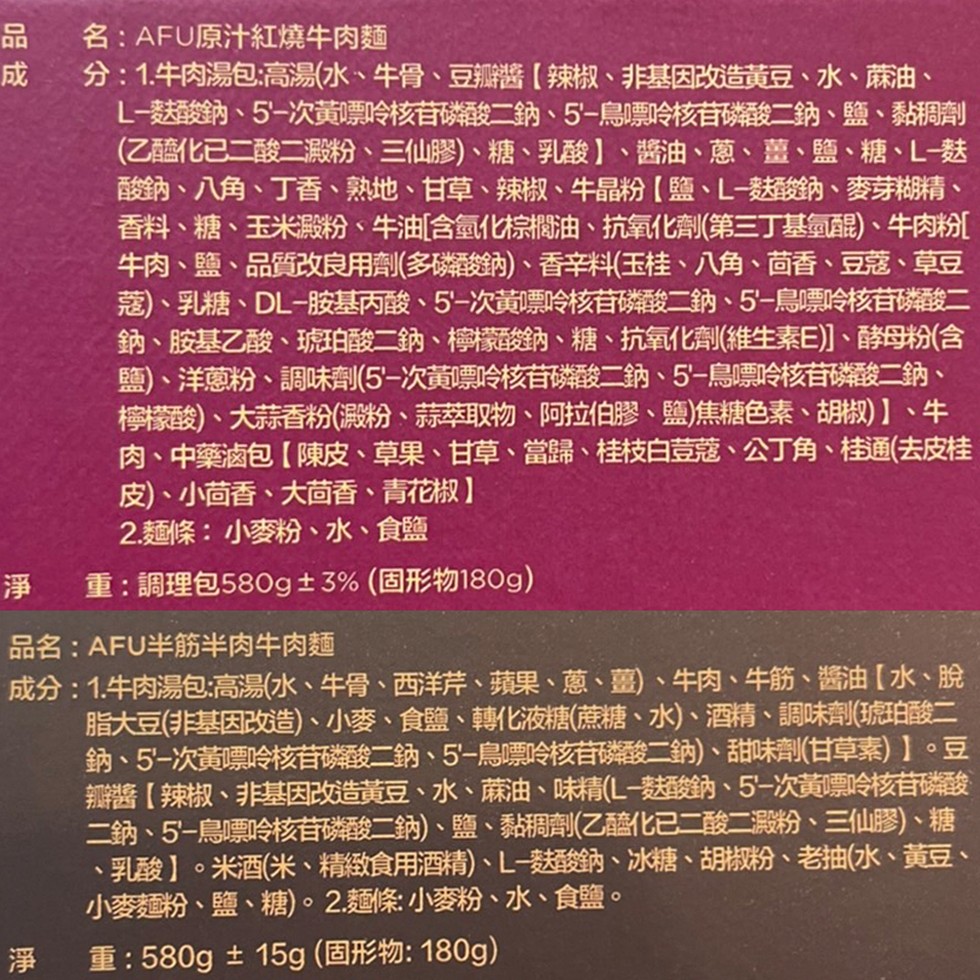 品 名:AFU原汁紅燒牛肉麵
成 分:1.牛肉湯包:高湯(水、牛骨、豆瓣醬【辣椒、非基因改造黃豆、水、蔴油、
L-麩酸鈉、5'-次黃嘌呤核苷磷酸二鈉、5'-鳥嘌呤核苷磷酸二鈉、鹽、黏稠劑
(乙醯化已二酸二澱粉、三仙膠)、糖、乳酸】、醬油、蔥、薑、鹽、糖、L-麩
酸鈉、八角、丁香、熟地、甘草、辣椒、牛晶粉【鹽、L-麩酸鈉、麥芽糊精、
香料、糖、玉米澱粉、牛油[含氫化棕櫚油、抗氧化劑(第三丁基氫醌)、牛肉粉[
牛肉、鹽、品質改良用劑(多磷酸鈉)、香辛料(玉桂、八角、茴香、豆蔻、草豆
蔻)、乳糖、DL-胺基丙酸、5'-次黃嘌呤核苷磷酸二鈉、5'-鳥嘌呤核苷磷酸二
鈉、胺基乙酸、琥珀酸二鈉、檸檬酸鈉、糖、抗氧化劑(維生素E)]、酵母粉(含
鹽)、洋蔥粉、調味劑(5'-次黃嘌呤核苷磷酸二鈉、5'-鳥嘌呤核苷磷酸二鈉、
檸檬酸)、大蒜香粉(澱粉、蒜萃取物、阿拉伯膠、鹽)焦糖色素、胡椒)】、牛
肉、中藥滷包【陳皮、草果、甘草、當歸、桂枝白荳蔻、公丁角、桂通(去皮桂
皮)、小茴香、大茴香、青花椒】
2.麵條：小麥粉、水、食鹽
淨 重:調理包580g±3% (固形物180g)
品名:AFU半筋半肉牛肉麵
成分:1.牛肉湯包:高湯(水、牛骨、西洋芹、蘋果、蔥、薑)、牛肉、牛筋、醬油【水、脫
脂大豆(非基因改造)、小麥、食鹽、轉化液糖(蔗糖、水)、酒精、調味劑(琥珀酸二
鈉、5'-次黃嘌呤核苷磷酸二鈉、5'-鳥嘌呤核苷磷酸二鈉)、甜味劑(甘草素)】。豆
瓣醬【辣椒、非基因改造黃豆、水、蔴油、味精(L-麩酸鈉、5'-次黃嘌呤核苷磷酸
二鈉、5'-鳥嘌呤核苷磷酸二鈉)、鹽、黏稠劑(乙醯化已二酸二澱粉、三仙膠)、糖
、乳酸】。米酒(米、精緻食用酒精)、L-麩酸鈉、冰糖、胡椒粉、老抽(水、黃豆、
小麥麵粉、鹽、糖)。2.麵條:小麥粉、水、食鹽。
淨 重:580g ± 15g (固形物: 180g)